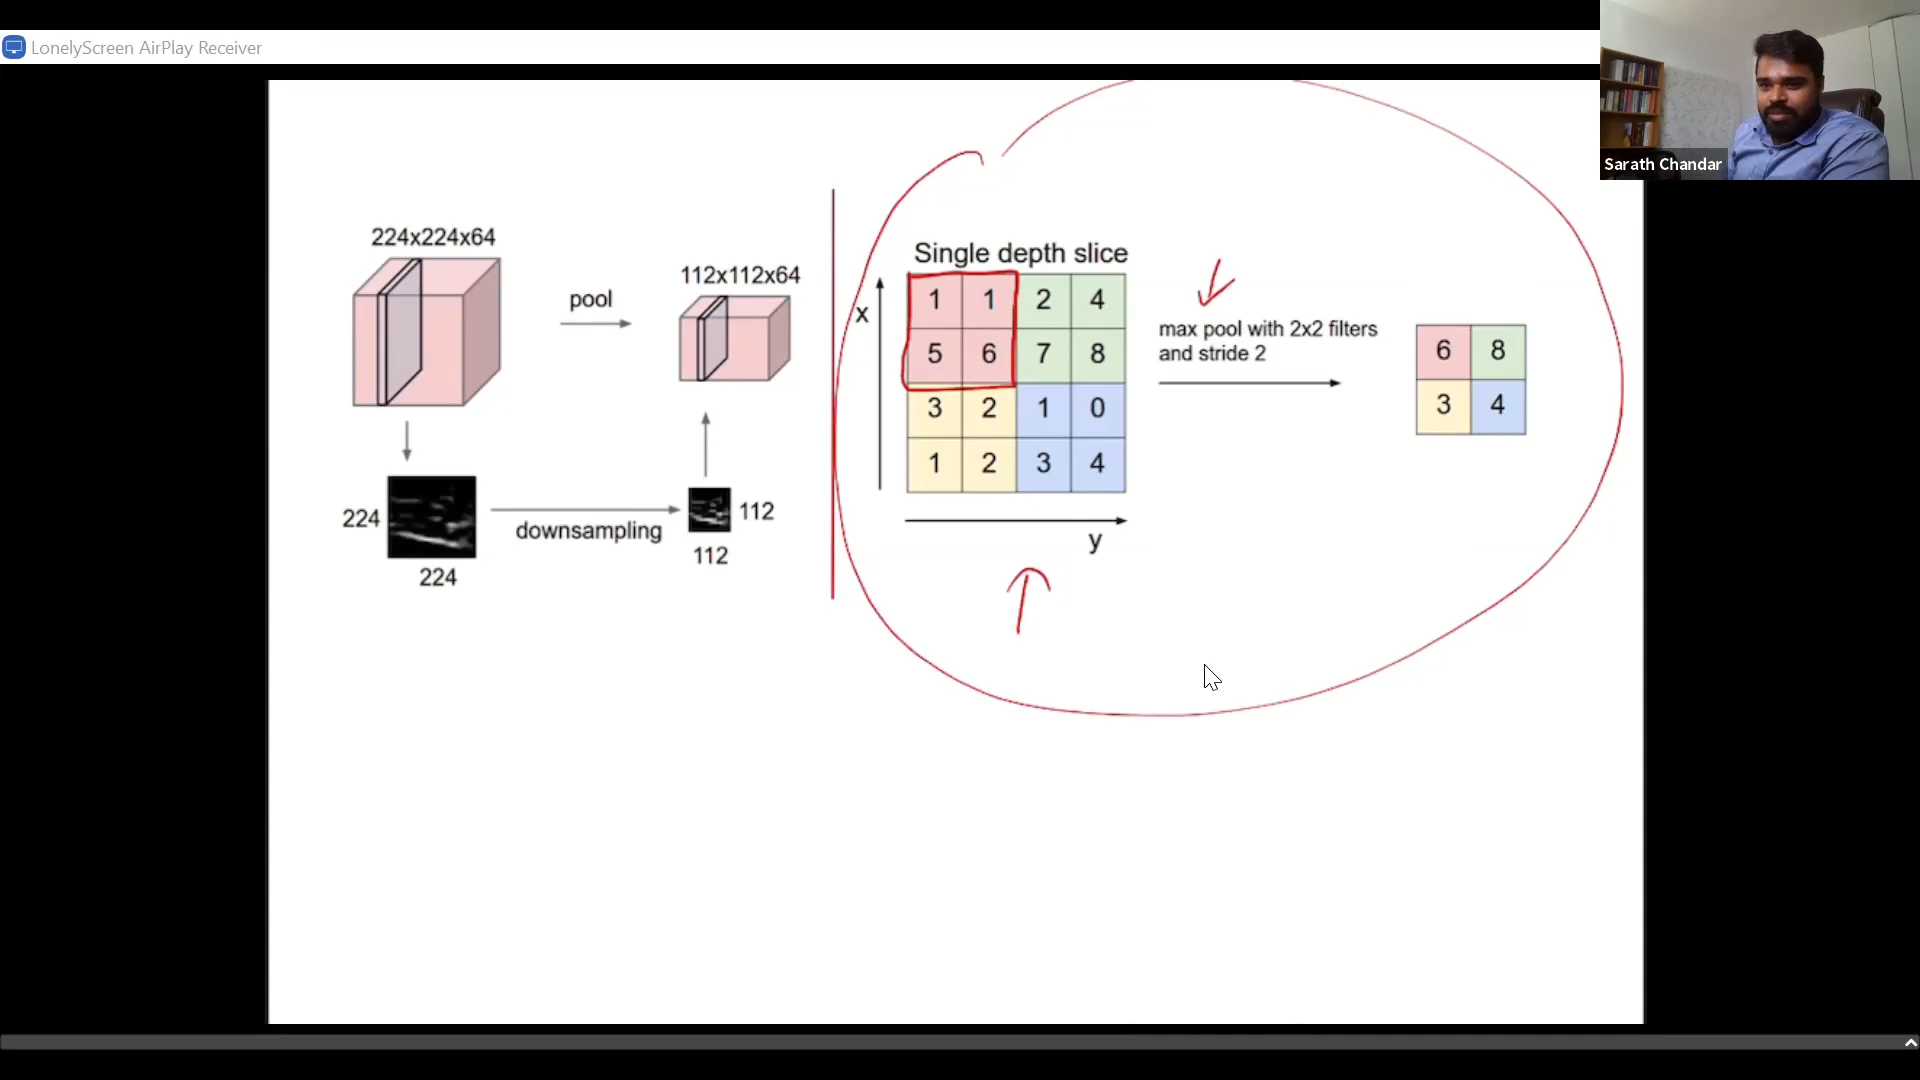 LonelyScreen AirPlay Receiver
Sarath Chandar
224x224x64
pool
112x112x64
224
224
downsampling
112
112
Single depth slice
x
1 1 2 4
5 6 7 8
3 2 1 0
1 2 3 4
y
max pool with 2x2 filters
and stride 2
6 8
3 4